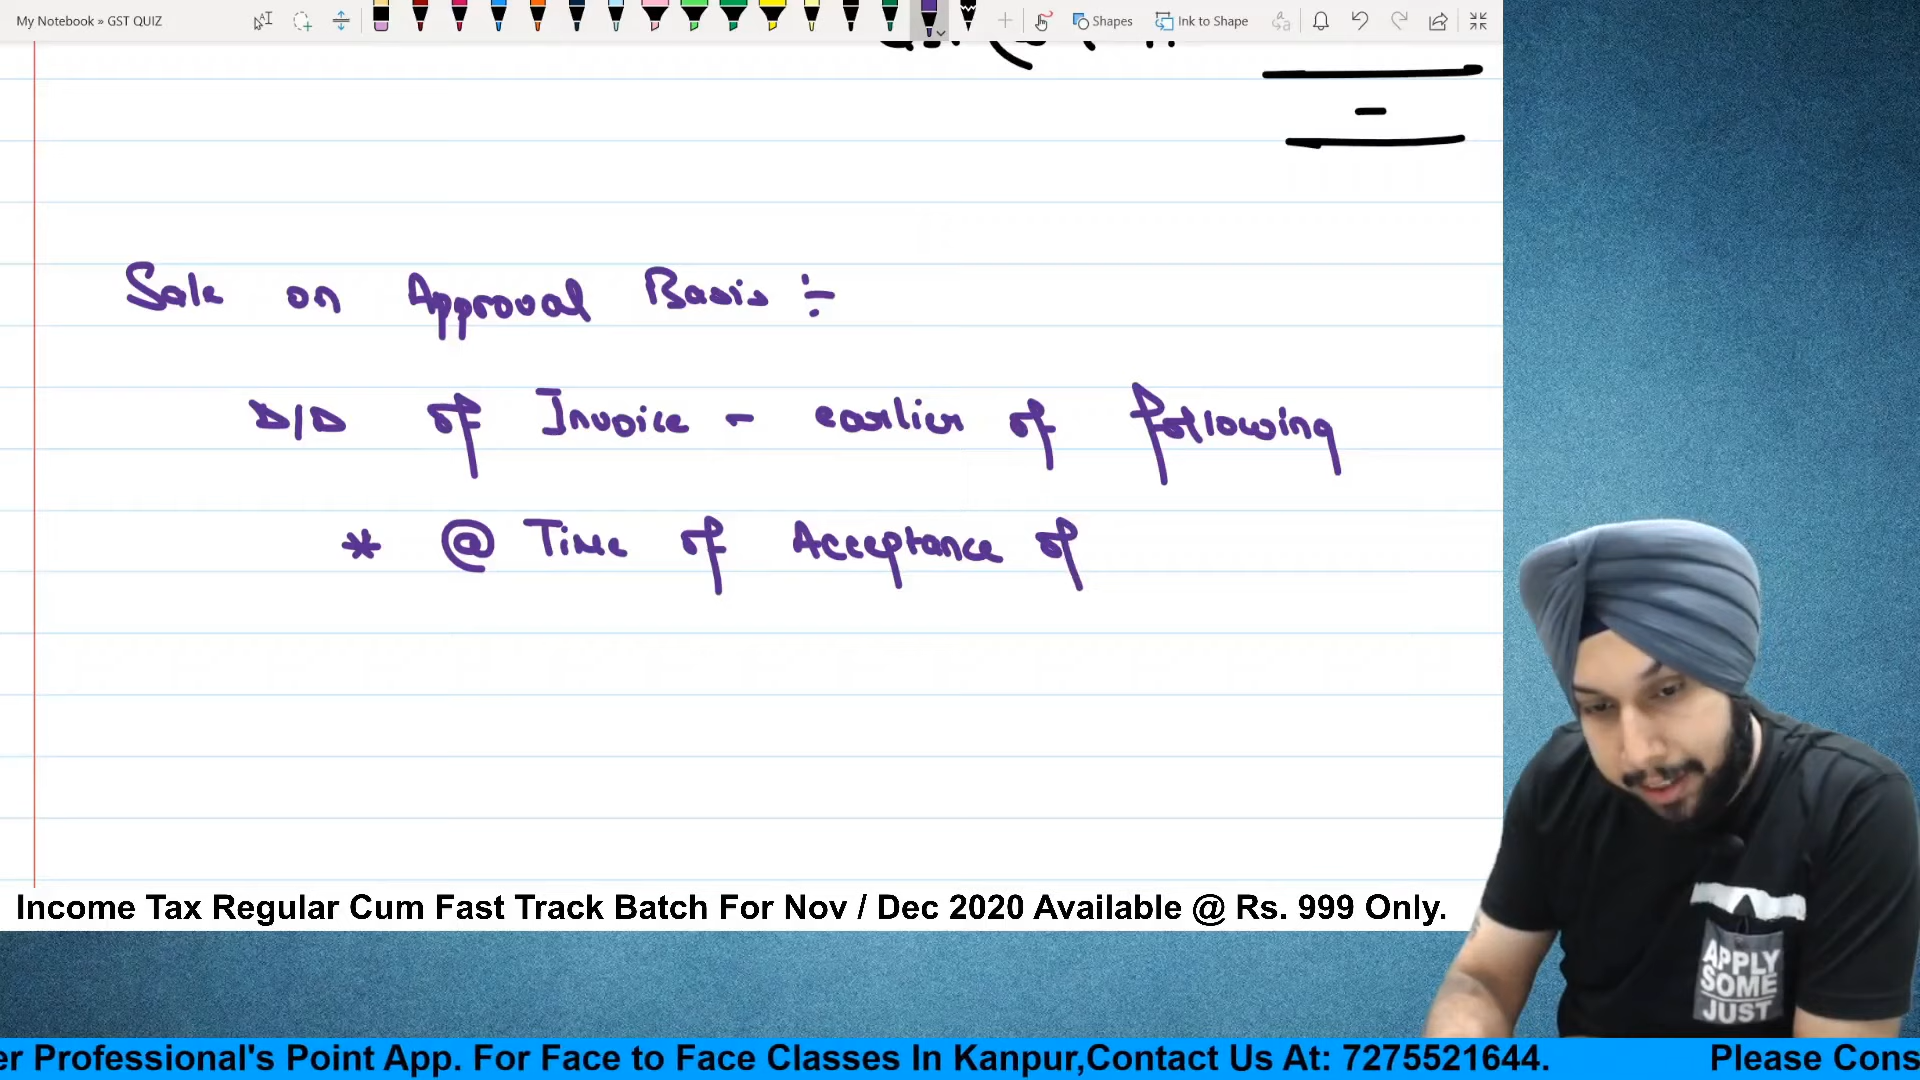 My Notebook » GST QUIZ
Shapes
Ink to Shape
Sale on Approval Basis :-
D/D of Invoice - earlier of following
* @ Time of Acceptance of
APPLY
SOME
JUST
Income Tax Regular Cum Fast Track Batch For Nov / Dec 2020 Available @ Rs. 999 Only.
er Professional's Point App. For Face to Face Classes In Kanpur,Contact Us At: 7275521644. Please Cons